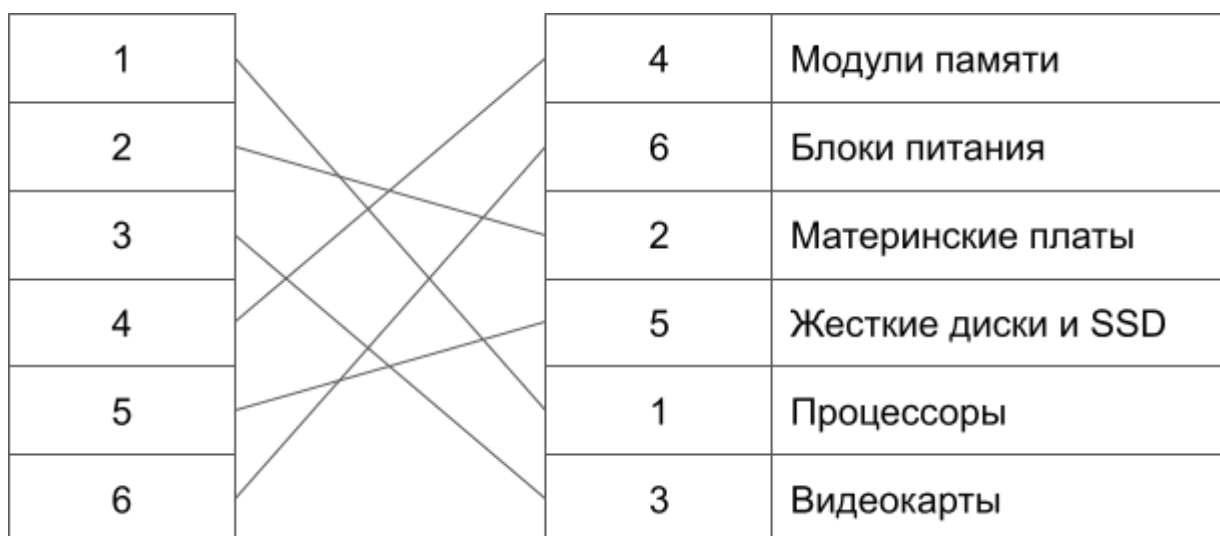 1 4 Модули памяти
2 6 Блоки питания
3 2 Материнские платы
4 5 Жесткие диски и SSD
5 1 Процессоры
6 3 Видеокарты